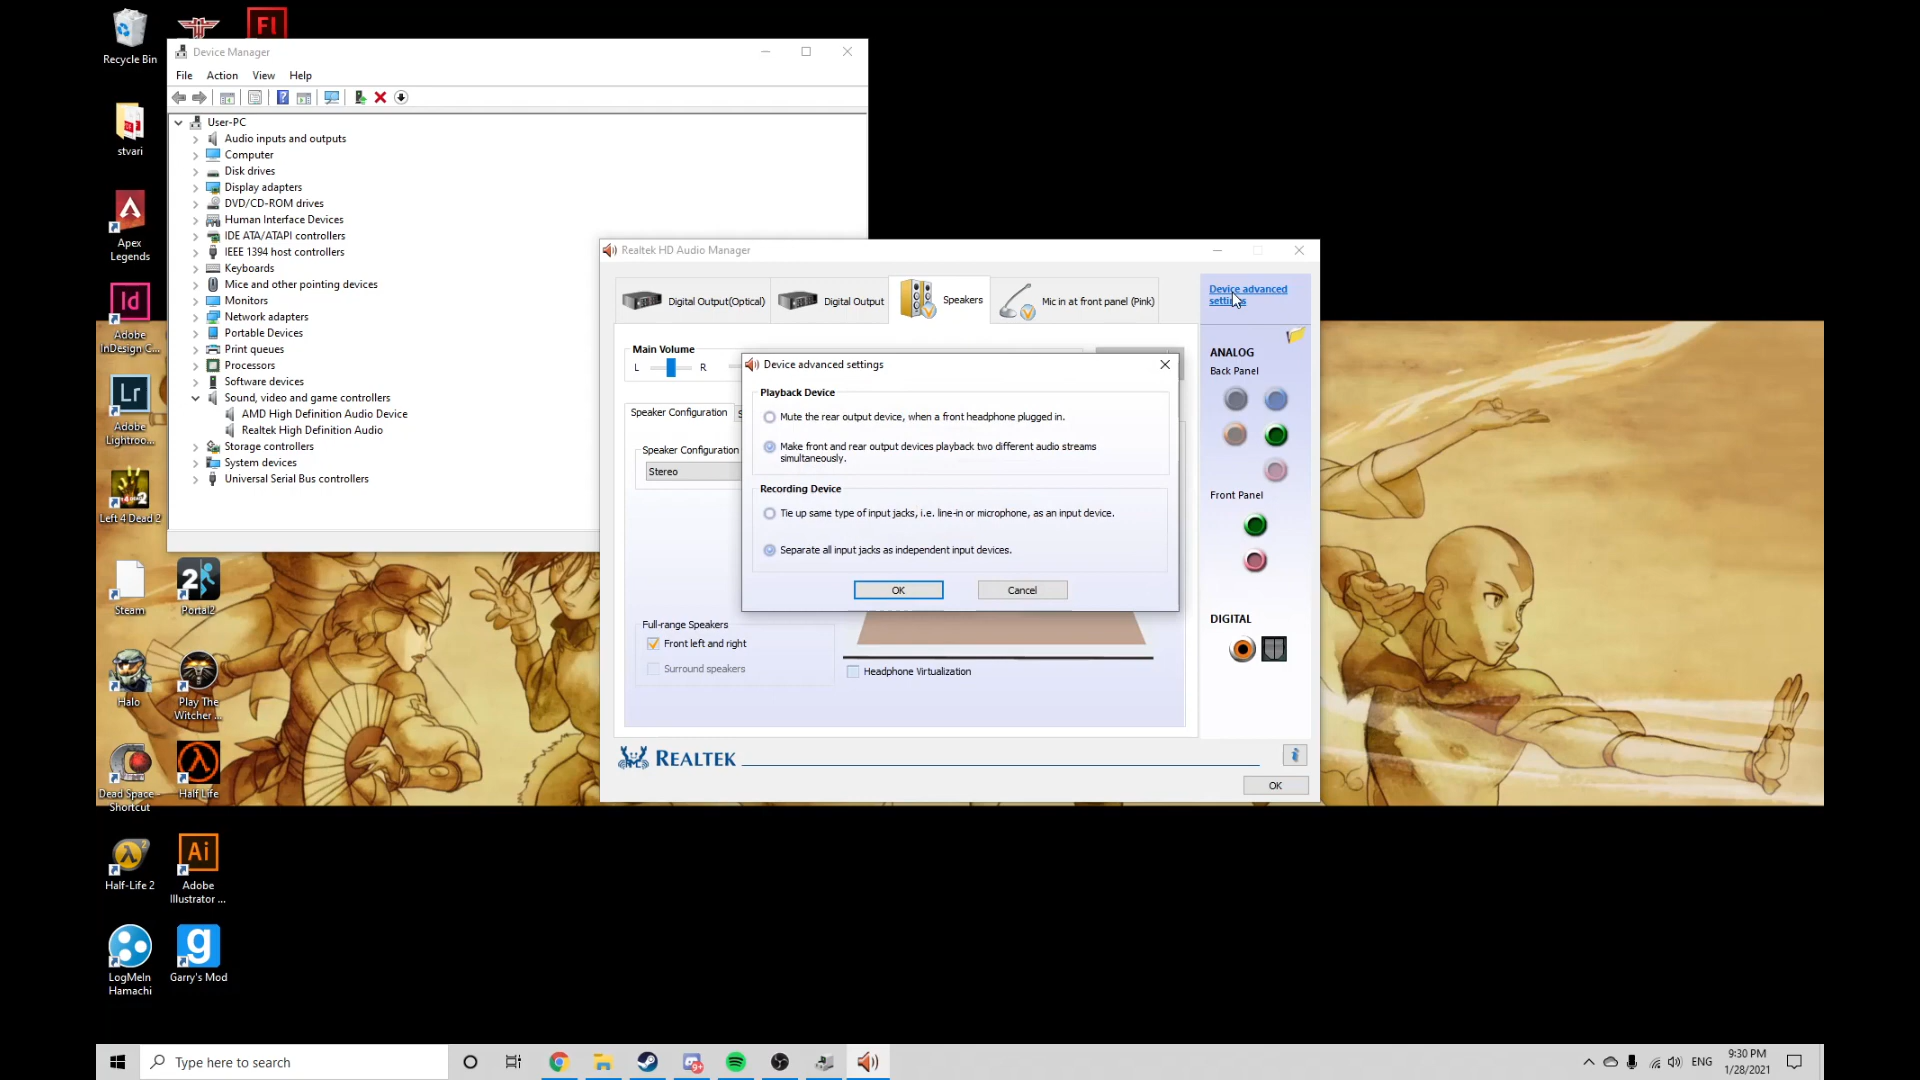 Recycle Bin
Fl
stvari
Apex
Legends
Id
Adobe
InDesign C...
Lr
Adobe
Lightroo...
2
Left 4 Dead 2
Steam
2
Portal2
Halo
Play The
Witcher ...
Dead Space -
Shortcut
Half Life
2
Half-Life 2
Ai
Adobe
Illustrator ...
LogMeIn
Hamachi
g
Garry's Mod
Device Manager
File Action View Help
User-PC
Audio inputs and outputs
Computer
Disk drives
Display adapters
DVD/CD-ROM drives
Human Interface Devices
IDE ATA/ATAPI controllers
IEEE 1394 host controllers
Keyboards
Mice and other pointing devices
Monitors
Network adapters
Portable Devices
Print queues
Processors
Software devices
Sound, video and game controllers
AMD High Definition Audio Device
Realtek High Definition Audio
Storage controllers
System devices
Universal Serial Bus controllers
Realtek HD Audio Manager
Digital Output(Optical)
Digital Output
Speakers
Mic in at front panel (Pink)
Device advanced
settings
Main Volume
L R
Speaker Configuration
S
Speaker Configuration
Stereo
Device advanced settings
Playback Device
Mute the rear output device, when a front headphone plugged in.
Make front and rear output devices playback two different audio streams
simultaneously.
Recording Device
Tie up same type of input jacks, i.e. line-in or microphone, as an input device.
Separate all input jacks as independent input devices.
OK
Cancel
Full-range Speakers
Front left and right
Surround speakers
Headphone Virtualization
ANALOG
Back Panel
Front Panel
DIGITAL
REALTEK
i
OK
Type here to search
9+
ENG
9:30 PM
1/28/2021